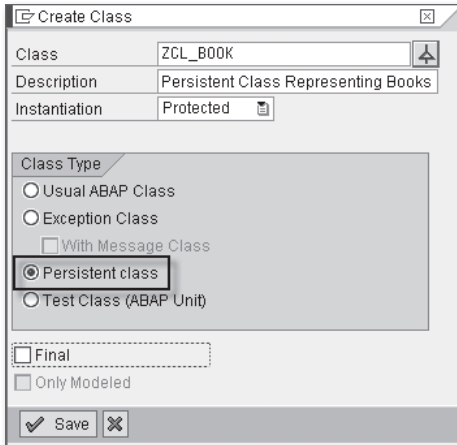 Create Class
Class ZCL_BOOK
Description Persistent Class Representing Books
Instantiation Protected
Class Type
Usual ABAP Class
Exception Class
With Message Class
Persistent class
Test Class (ABAP Unit)
Final
Only Modeled
Save